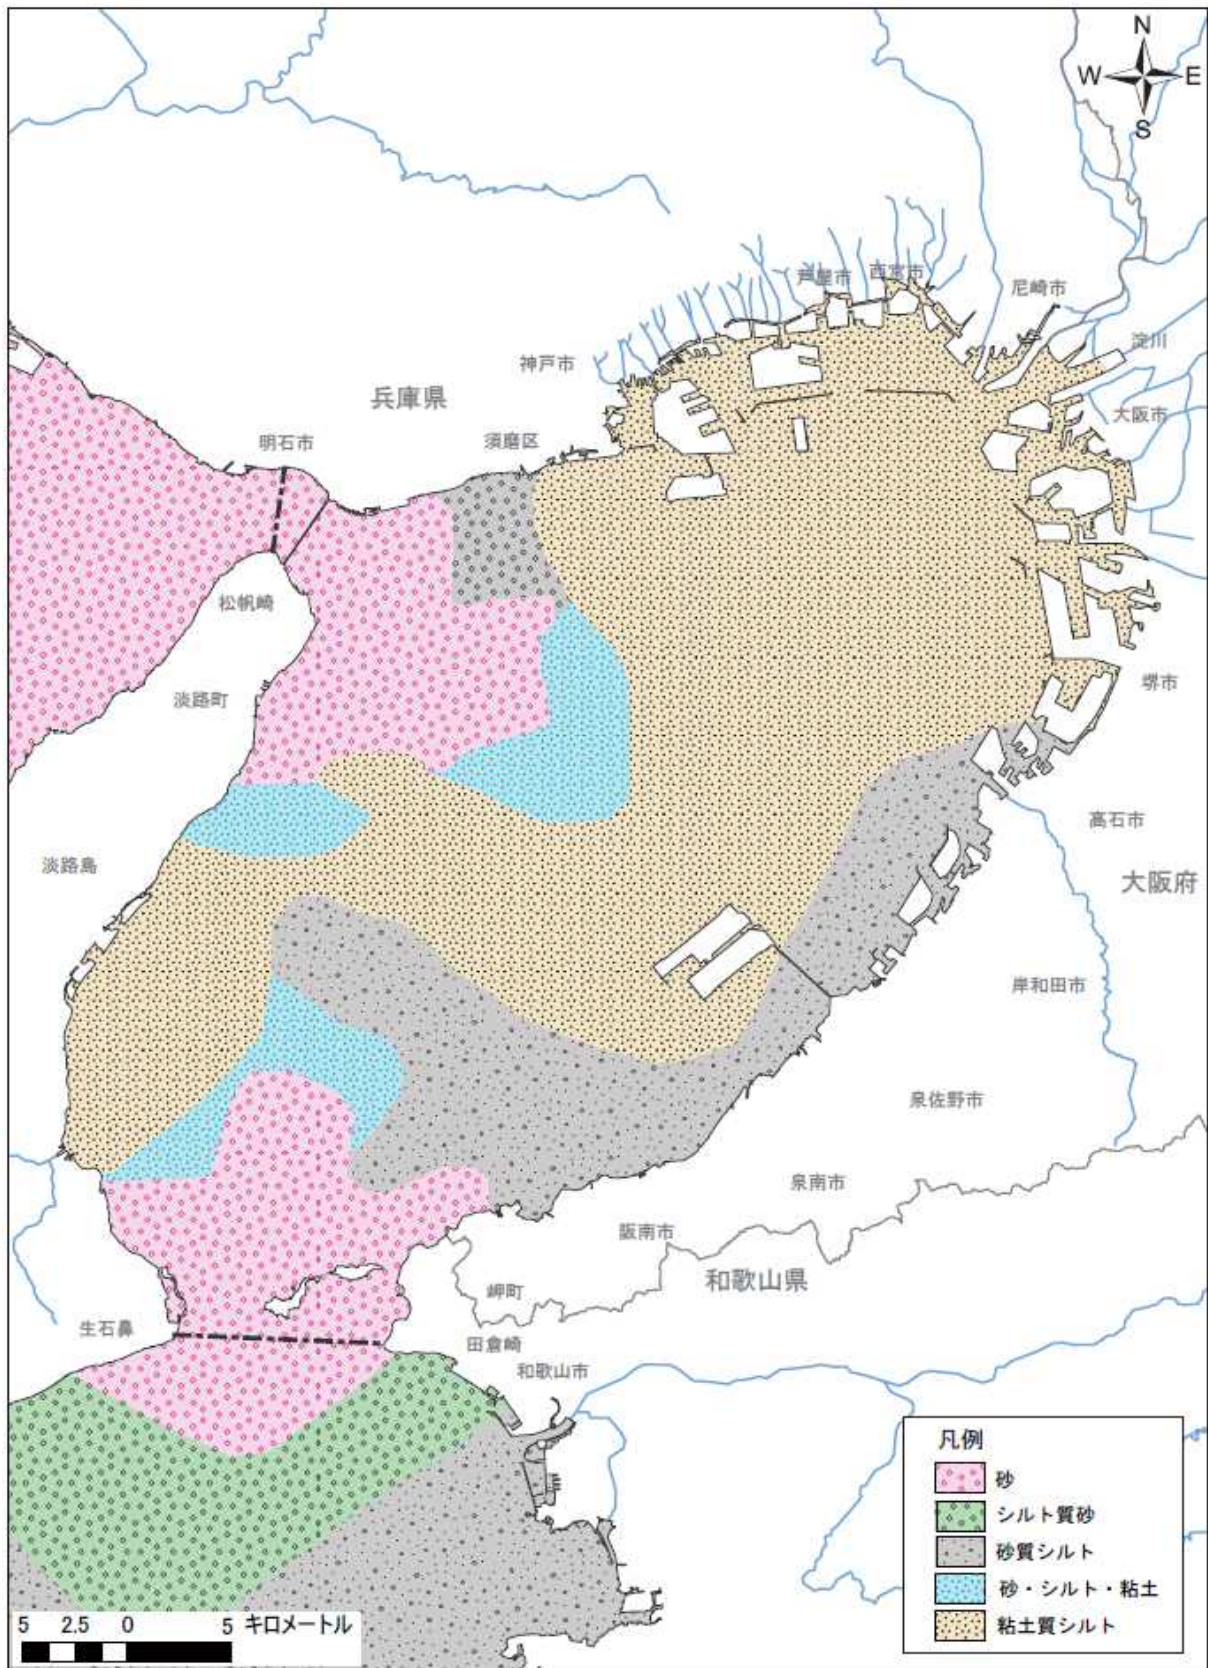 N
W E
S
芦屋市
西宮市
尼崎市
淀川
神戸市
兵庫県
大阪市
明石市
須磨区
松帆崎
堺市
淡路町
高石市
淡路島
大阪府
岸和田市
泉佐野市
泉南市
阪南市
和歌山県
岬町
生石鼻
田倉崎
和歌山市
凡例
砂
シルト質砂
砂質シルト
砂・シルト・粘土
粘土質シルト
5 2.5 0 5 キロメートル